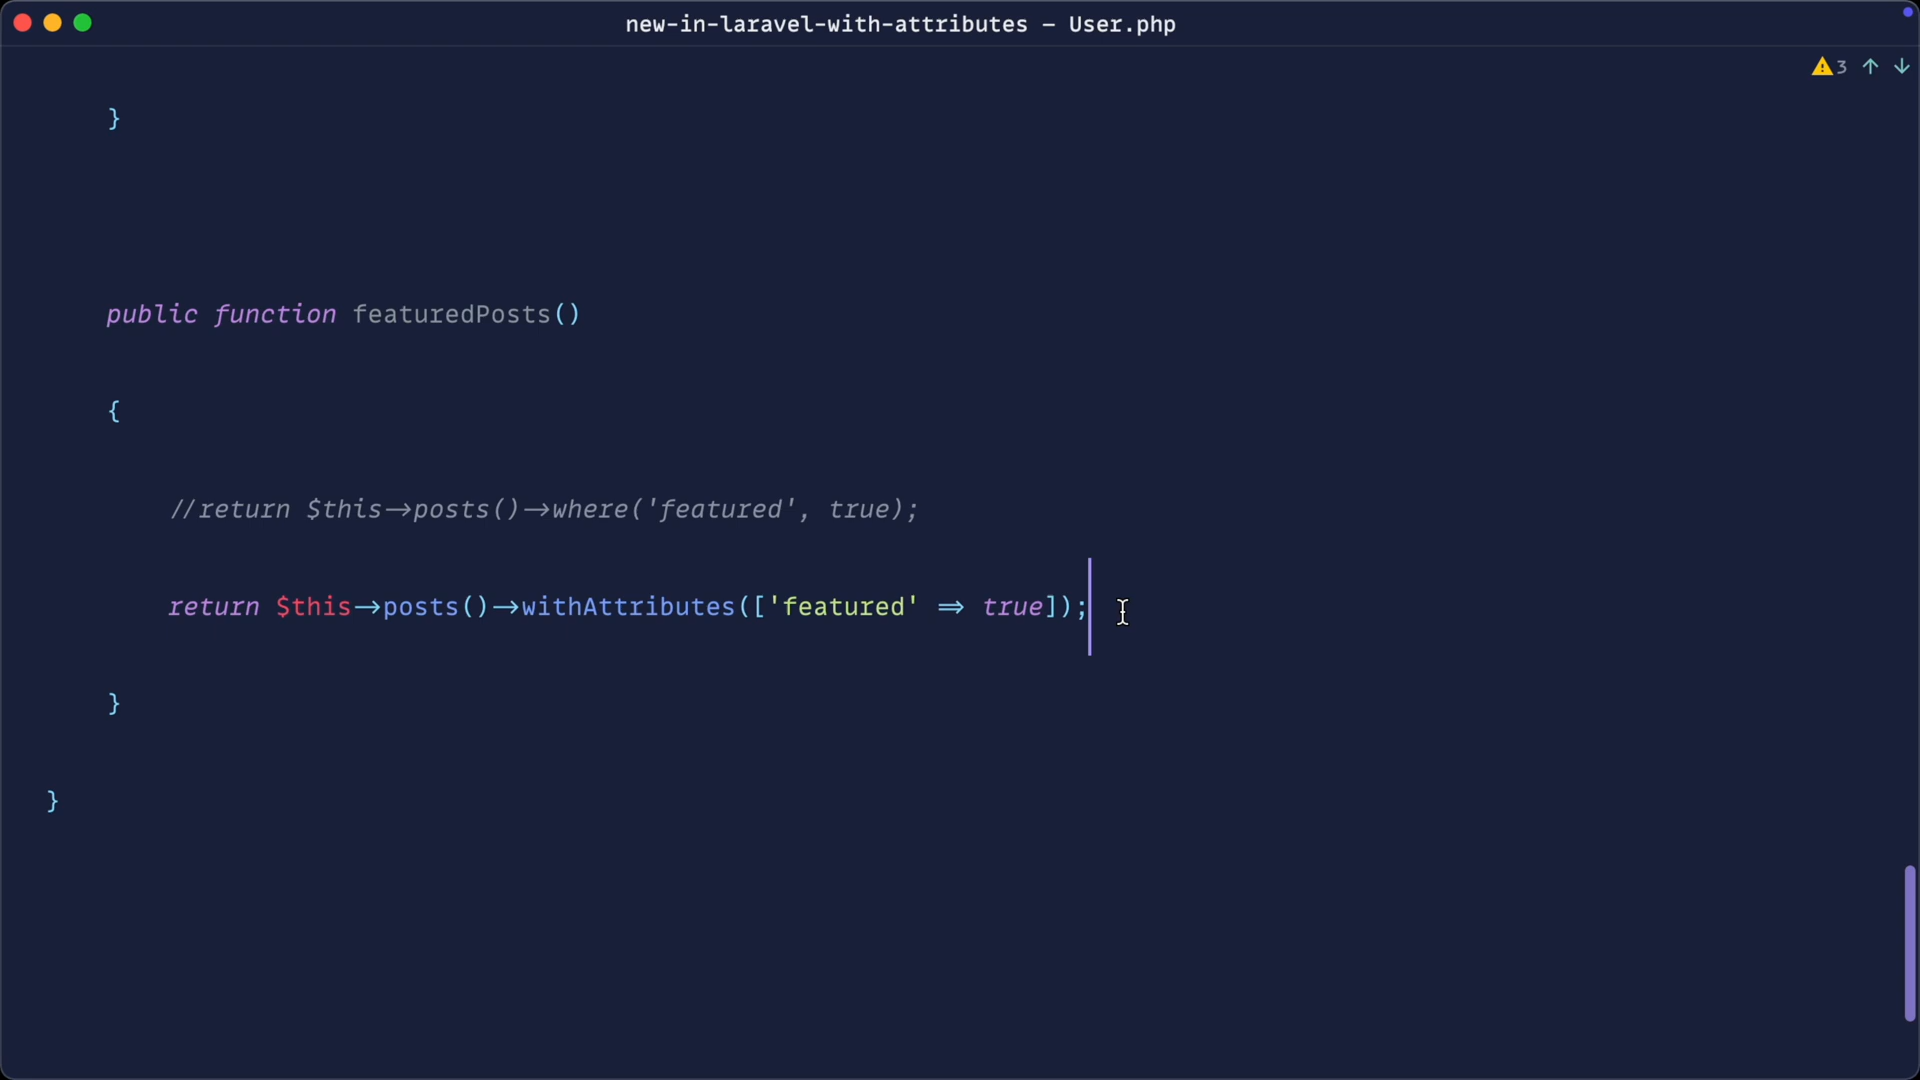 new-in-laravel-with-attributes – User.php
3
}
public function featuredPosts()
{
//return $this->posts()->where('featured', true);
return $this->posts()->withAttributes(['featured' => true]);
}
}